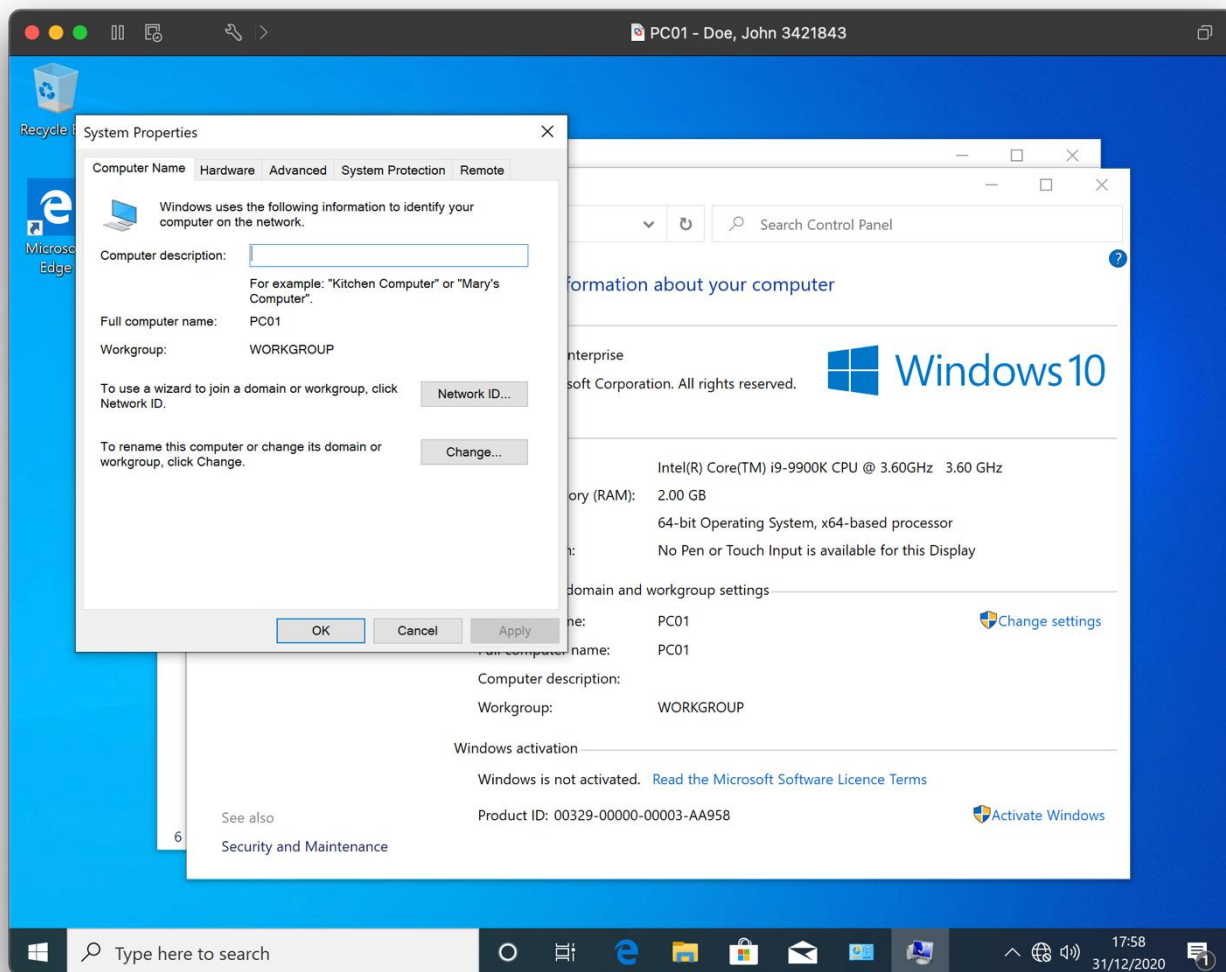 PC01 - Doe, John 3421843
Recycle
Microso
Edge
System Properties
Computer Name Hardware Advanced System Protection Remote
Windows uses the following information to identify your
computer on the network.
Computer description:
For example: "Kitchen Computer" or "Mary's
Computer".
Full computer name: PC01
Workgroup: WORKGROUP
To use a wizard to join a domain or workgroup, click
Network ID.
Network ID...
To rename this computer or change its domain or
workgroup, click Change.
Change...
OK Cancel Apply
Search Control Panel
formation about your computer
nterprise
soft Corporation. All rights reserved.
Windows 10
Intel(R) Core(TM) i9-9900K CPU @ 3.60GHz 3.60 GHz
ory (RAM): 2.00 GB
64-bit Operating System, x64-based processor
No Pen or Touch Input is available for this Display
domain and workgroup settings
me: PC01
Change settings
Full computer name: PC01
Computer description:
Workgroup: WORKGROUP
Windows activation
Windows is not activated. Read the Microsoft Software Licence Terms
Product ID: 00329-00000-00003-AA958
Activate Windows
See also
Security and Maintenance
6
Type here to search
17:58
31/12/2020
1